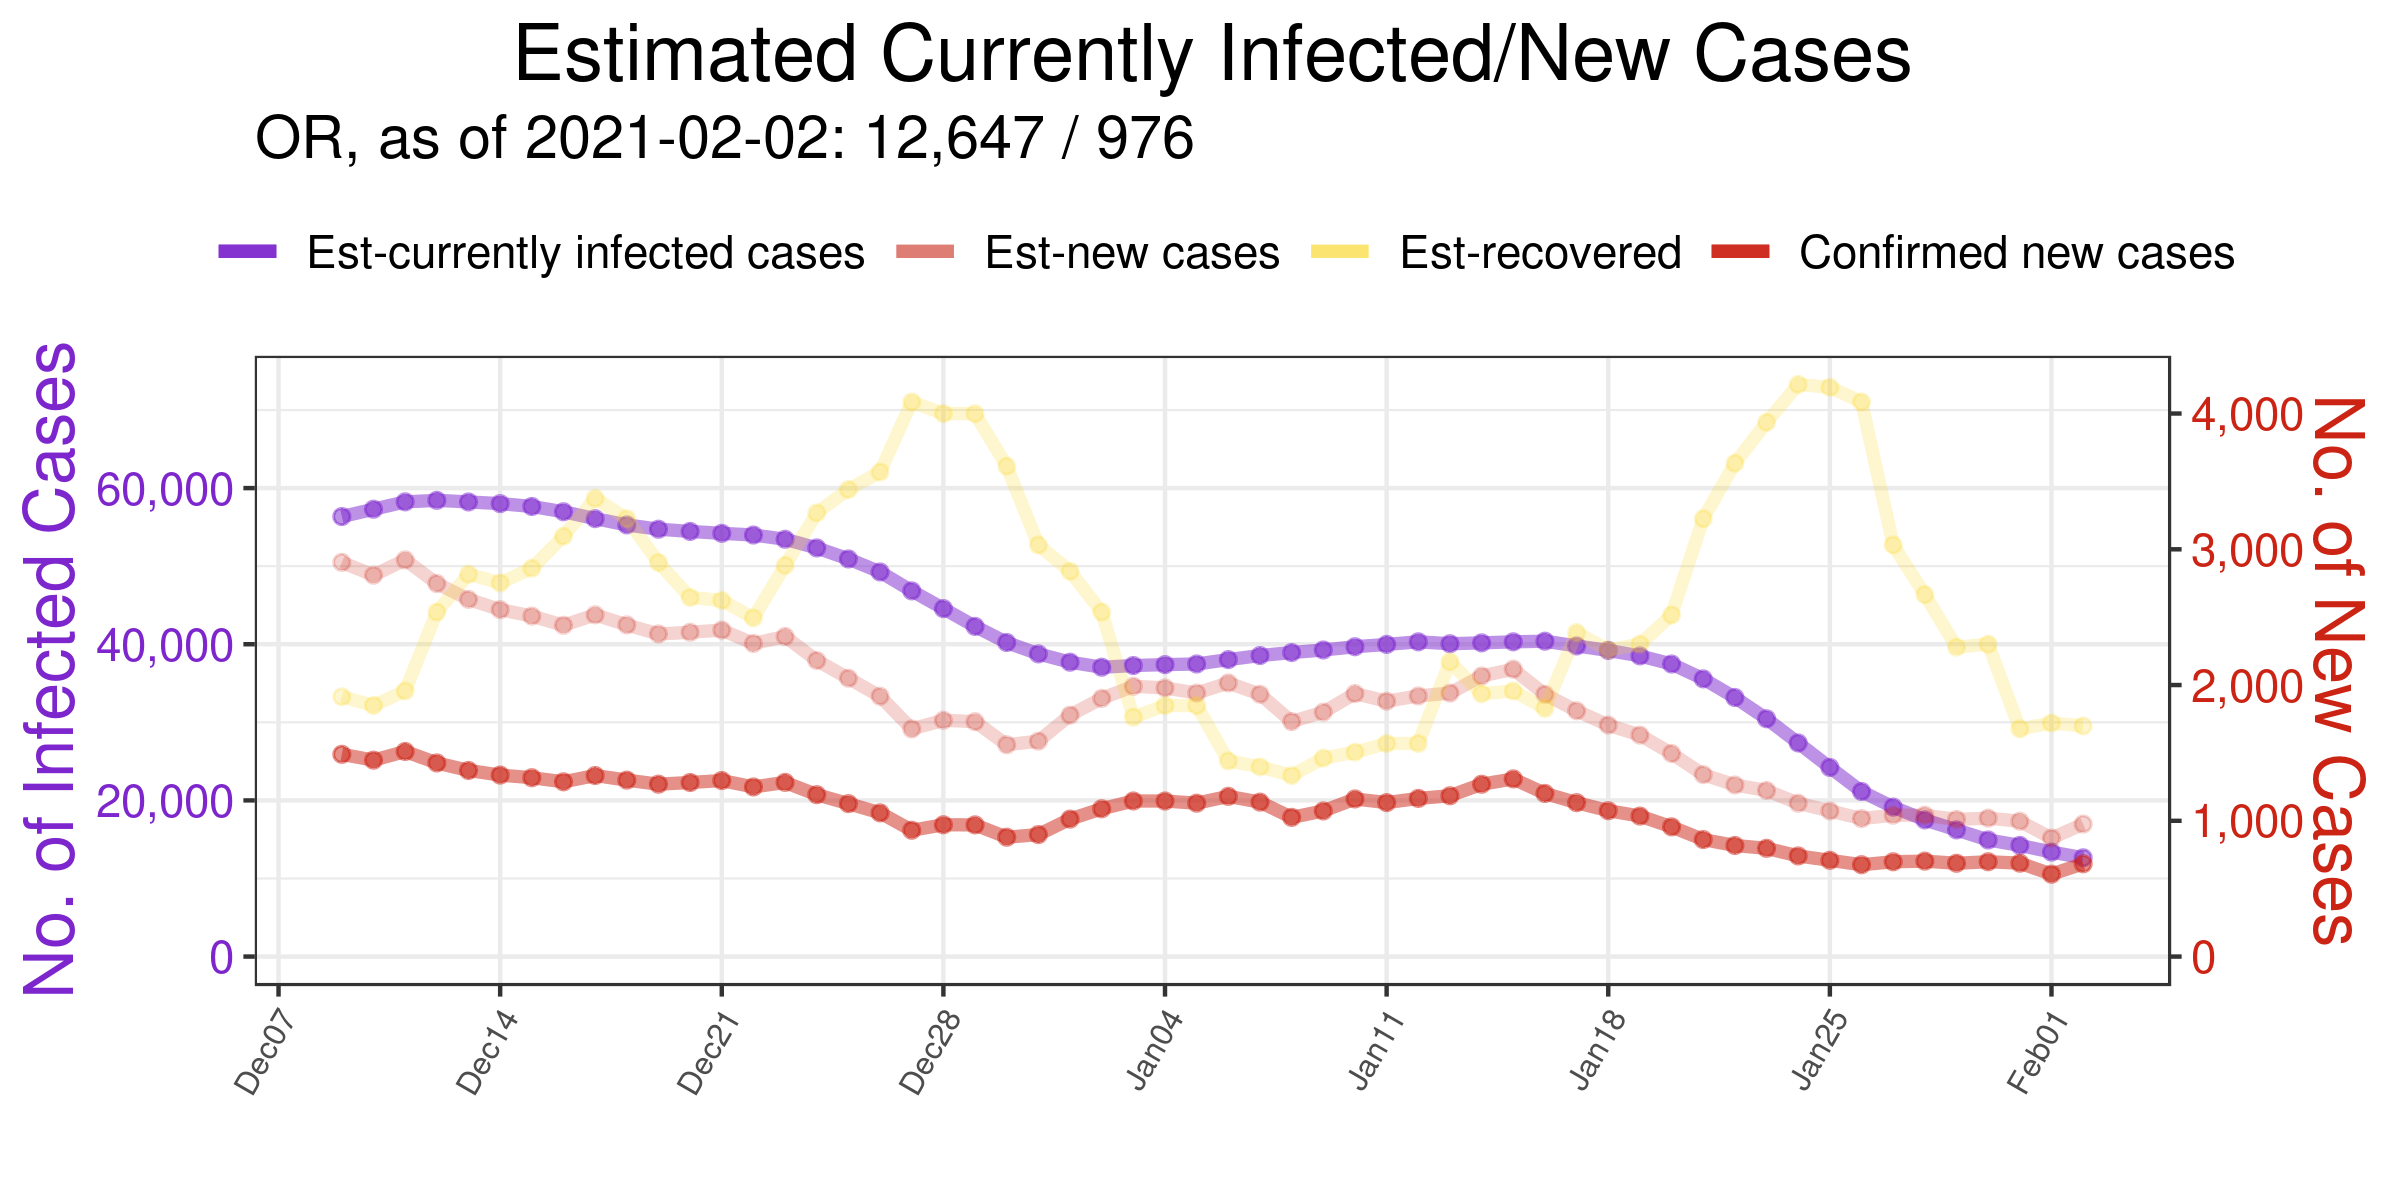 Estimated Currently Infected/New Cases
OR, as of 2021-02-02: 12,647 / 976
Est-currently infected cases Est-new cases Est-recovered Confirmed new cases
No. of Infected Cases
60,000
40,000
20,000
0
4,000
3,000
2,000
1,000
0
No. of New Cases
Dec07 Dec14 Dec21 Dec28 Jan04 Jan11 Jan18 Jan25 Feb01